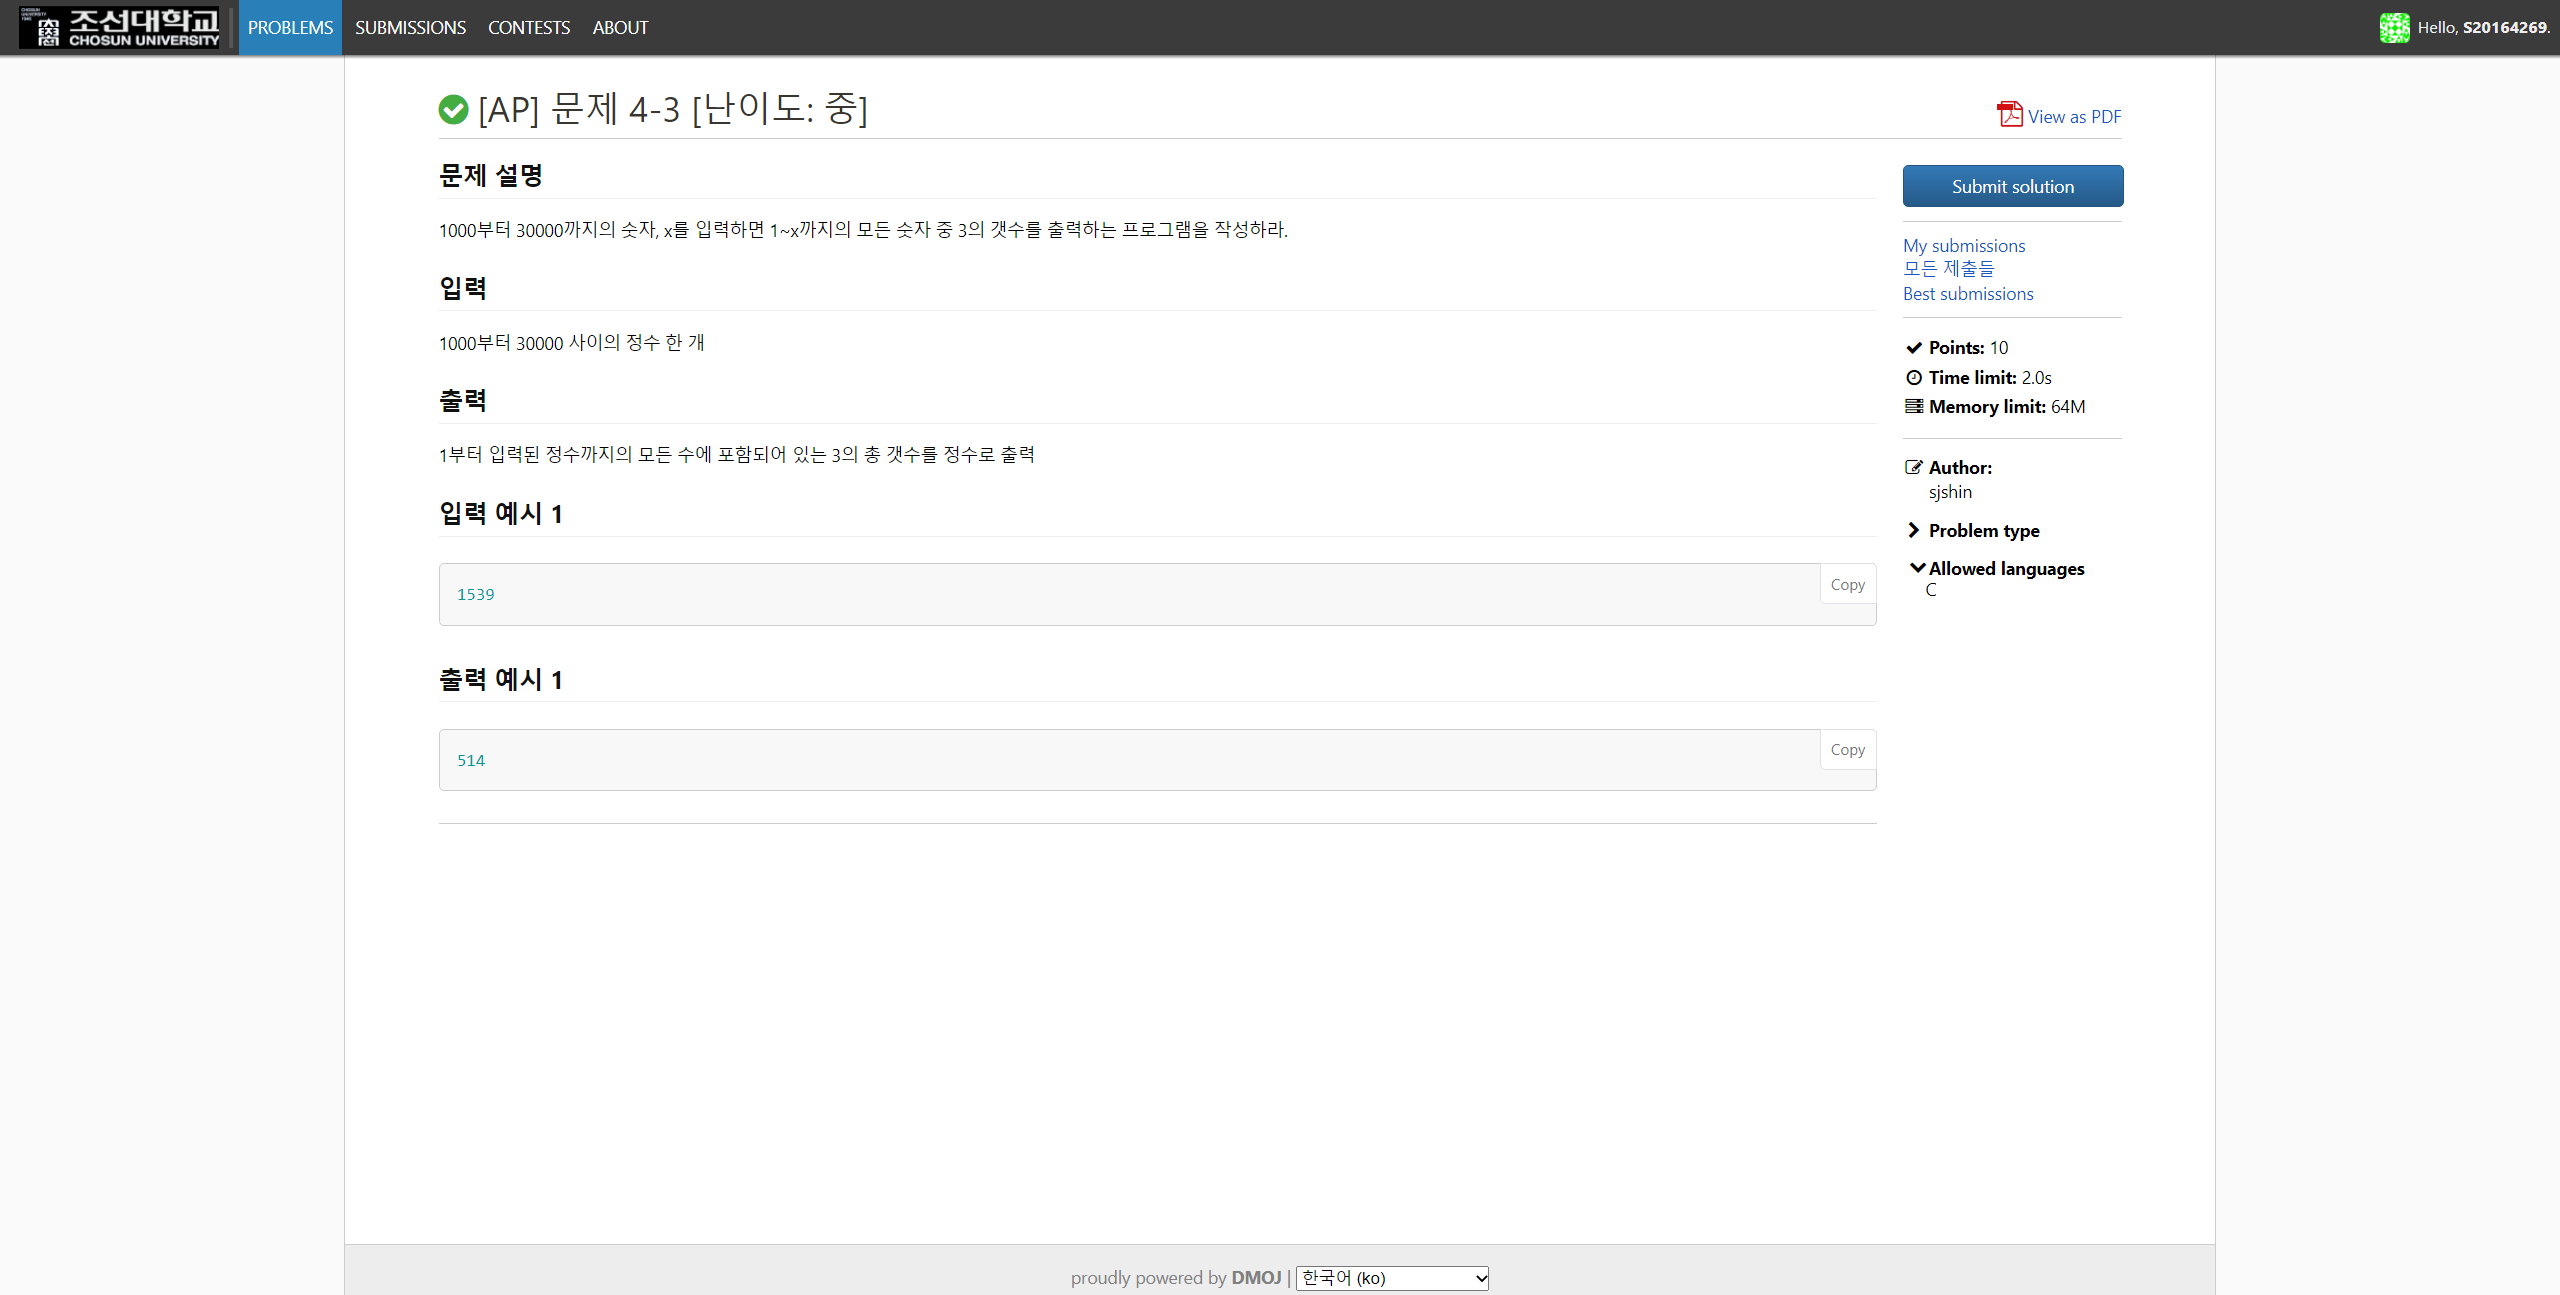 조선대학교
CHOSUN UNIVERSITY
PROBLEMS SUBMISSIONS CONTESTS ABOUT
Hello, S20164269.
[AP] 문제 4-3 [난이도: 중]
View as PDF
문제 설명
1000부터 30000까지의 숫자, x를 입력하면 1~x까지의 모든 숫자 중 3의 갯수를 출력하는 프로그램을 작성하라.
입력
1000부터 30000 사이의 정수 한 개
출력
1부터 입력된 정수까지의 모든 수에 포함되어 있는 3의 총 갯수를 정수로 출력
입력 예시 1
Copy
1539
출력 예시 1
Copy
514
Submit solution
My submissions
모든 제출들
Best submissions
Points: 10
Time limit: 2.0s
Memory limit: 64M
Author:
sjshin
Problem type
Allowed languages
C
proudly powered by DMOJ | 한국어 (ko)